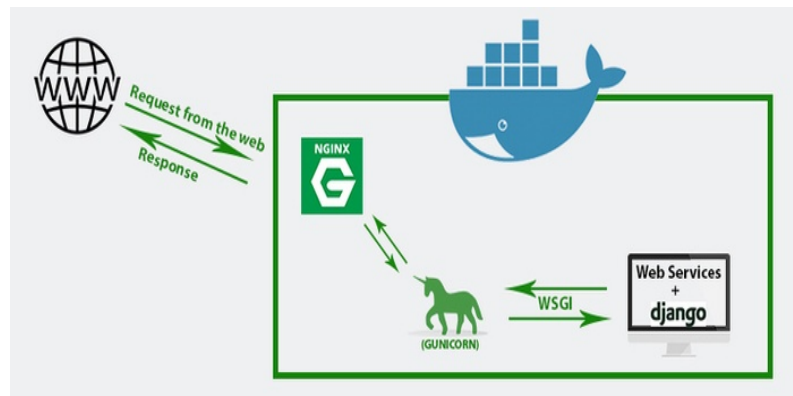 WWW
Request from the web
Response
NGINX
G
(GUNICORN)
WSGI
Web Services
+
django